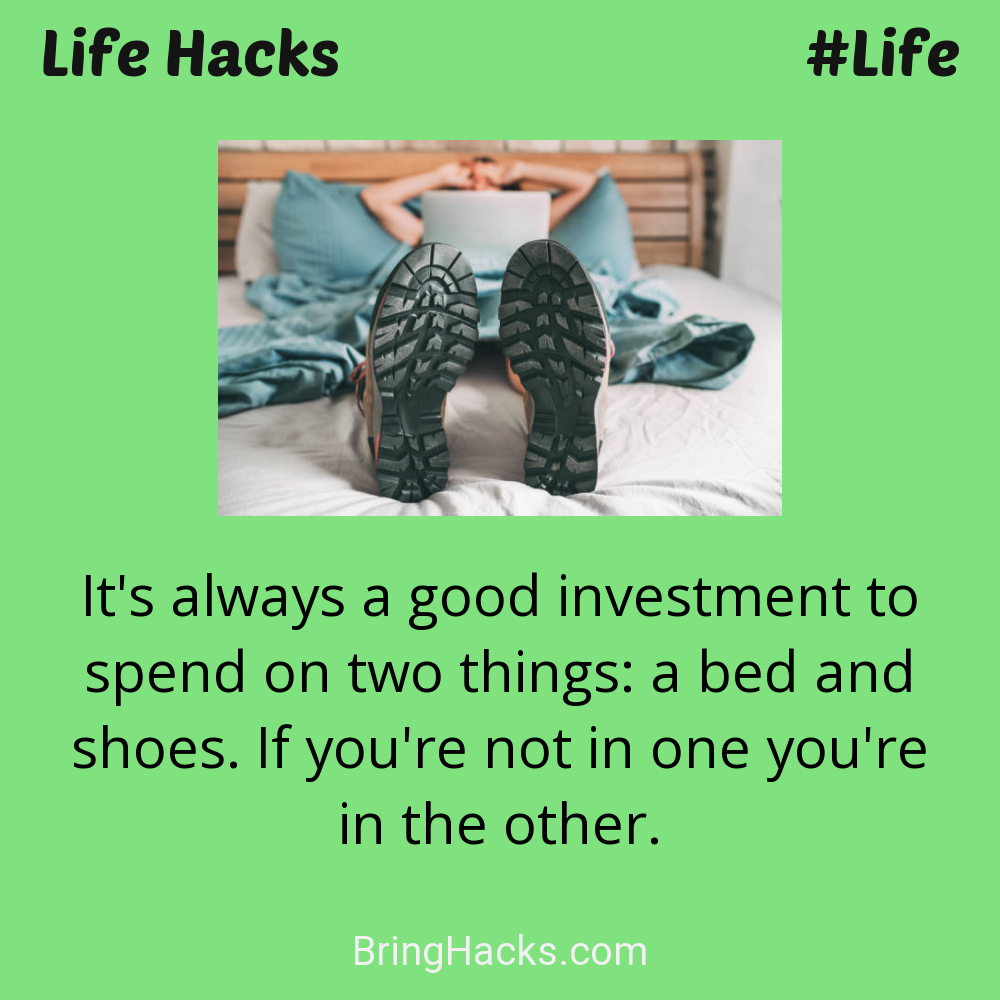 Life Hacks
#Life
It's always a good investment to
spend on two things: a bed and
shoes. If you're not in one you're
in the other.
BringHacks.com